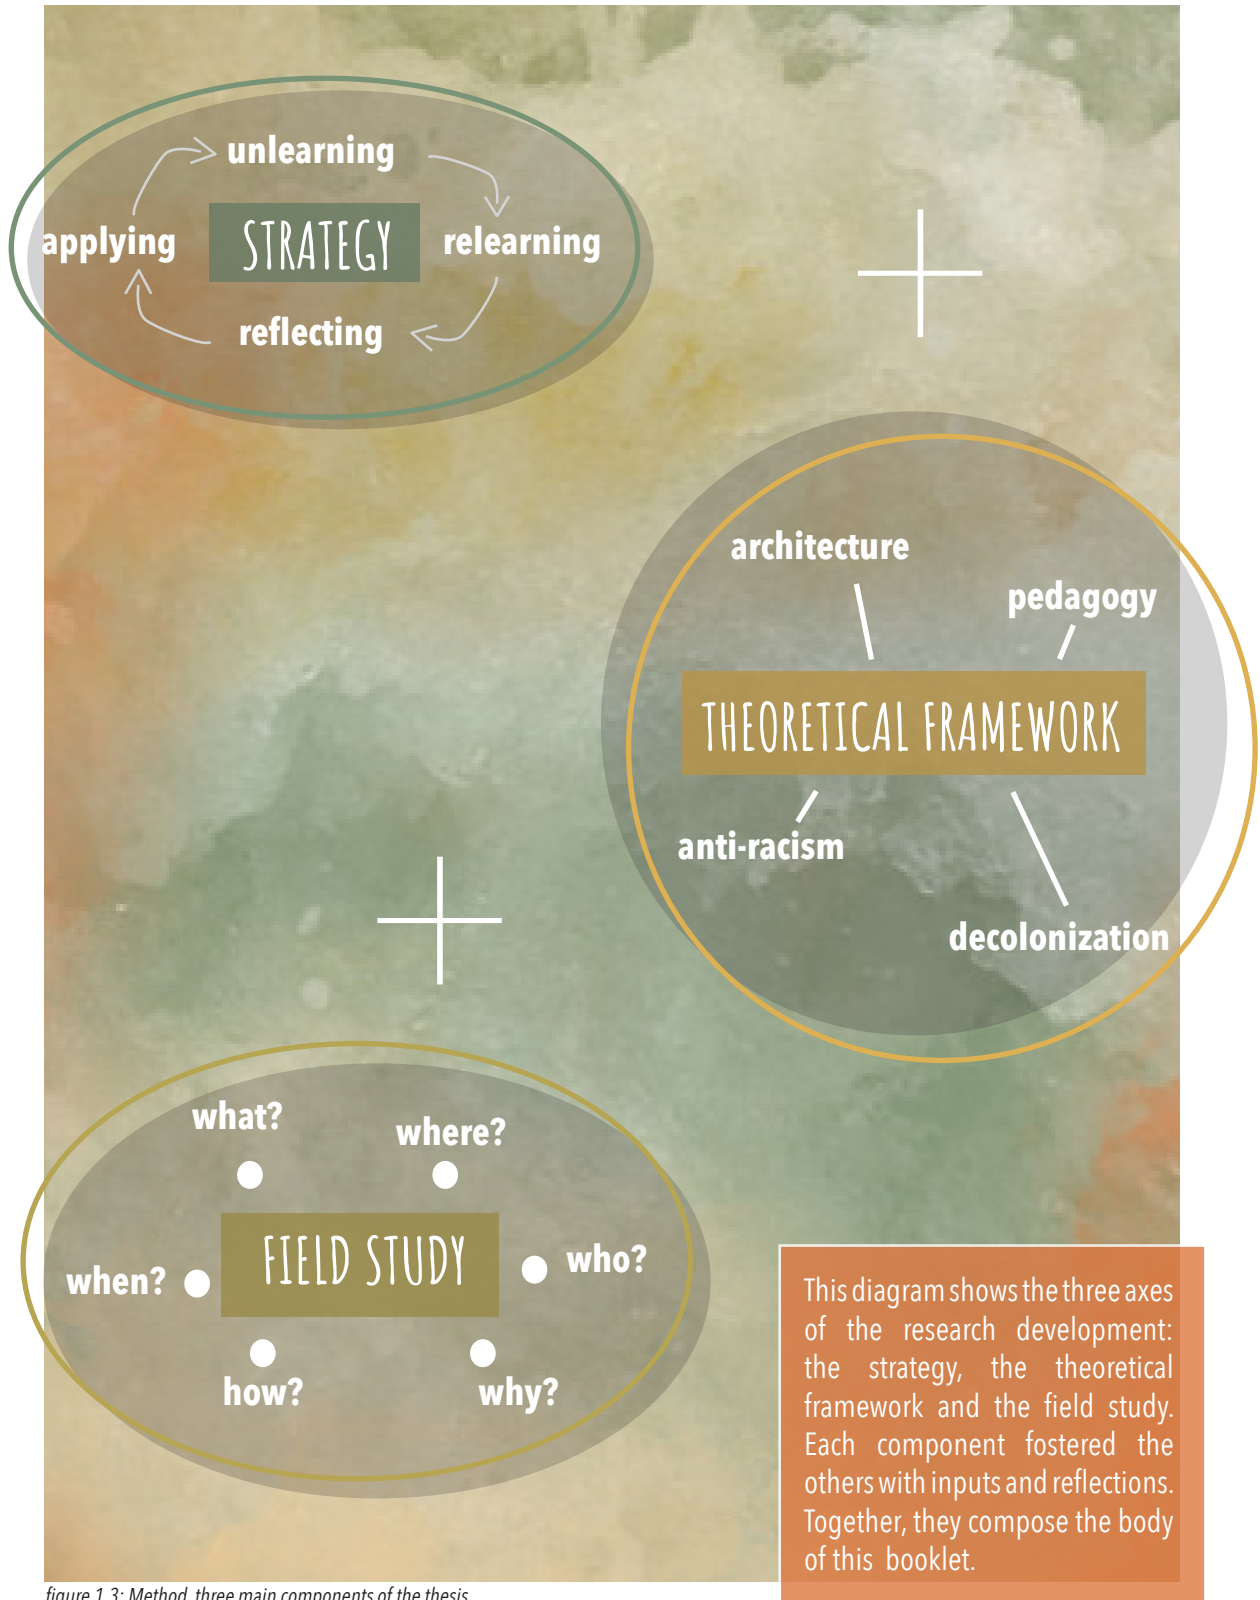 unlearning
applying
STRATEGY
relearning
reflecting
architecture
pedagogy
THEORETICAL FRAMEWORK
anti-racism
decolonization
what?
where?
when?
FIELD STUDY
who?
how?
why?
This diagram shows the three axes
of the research development:
the strategy, the theoretical
framework and the field study.
Each component fostered the
others with inputs and reflections.
Together, they compose the body
of this booklet.
figure 1.3: Method, three main components of the thesis